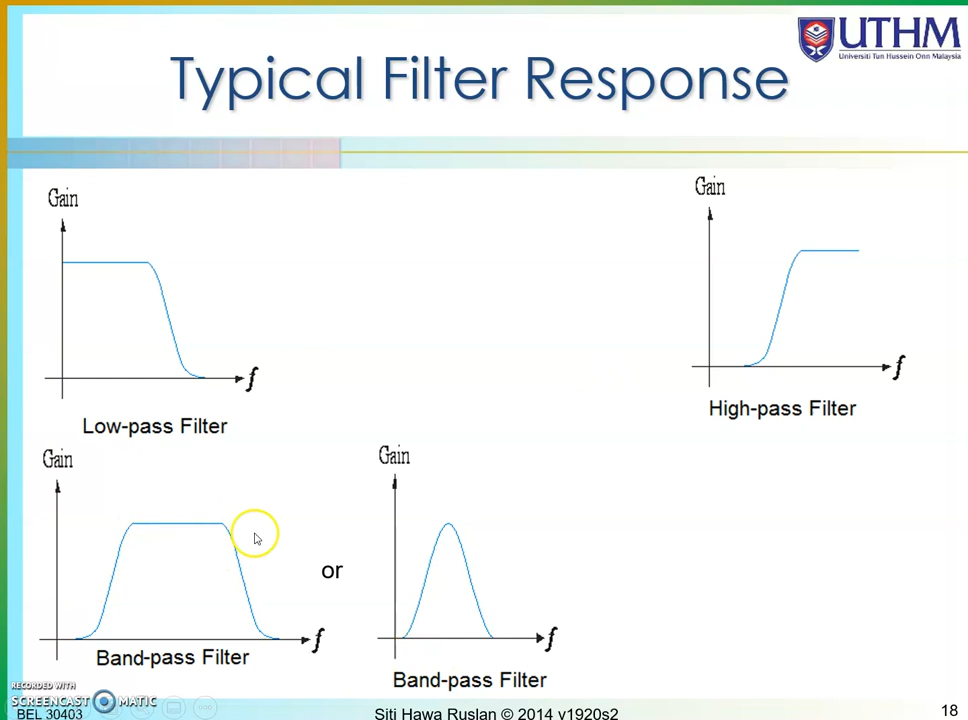 UTHM
Universiti Tun Hussein Onn Malaysia
Typical Filter Response
Gain
f
Low-pass Filter
Gain
f
High-pass Filter
Gain
f
Band-pass Filter
or
Gain
f
Band-pass Filter
RECORDED WITH
SCREENCAST MATIC
BEL 30403
Siti Hawa Ruslan © 2014 v1920s2
18